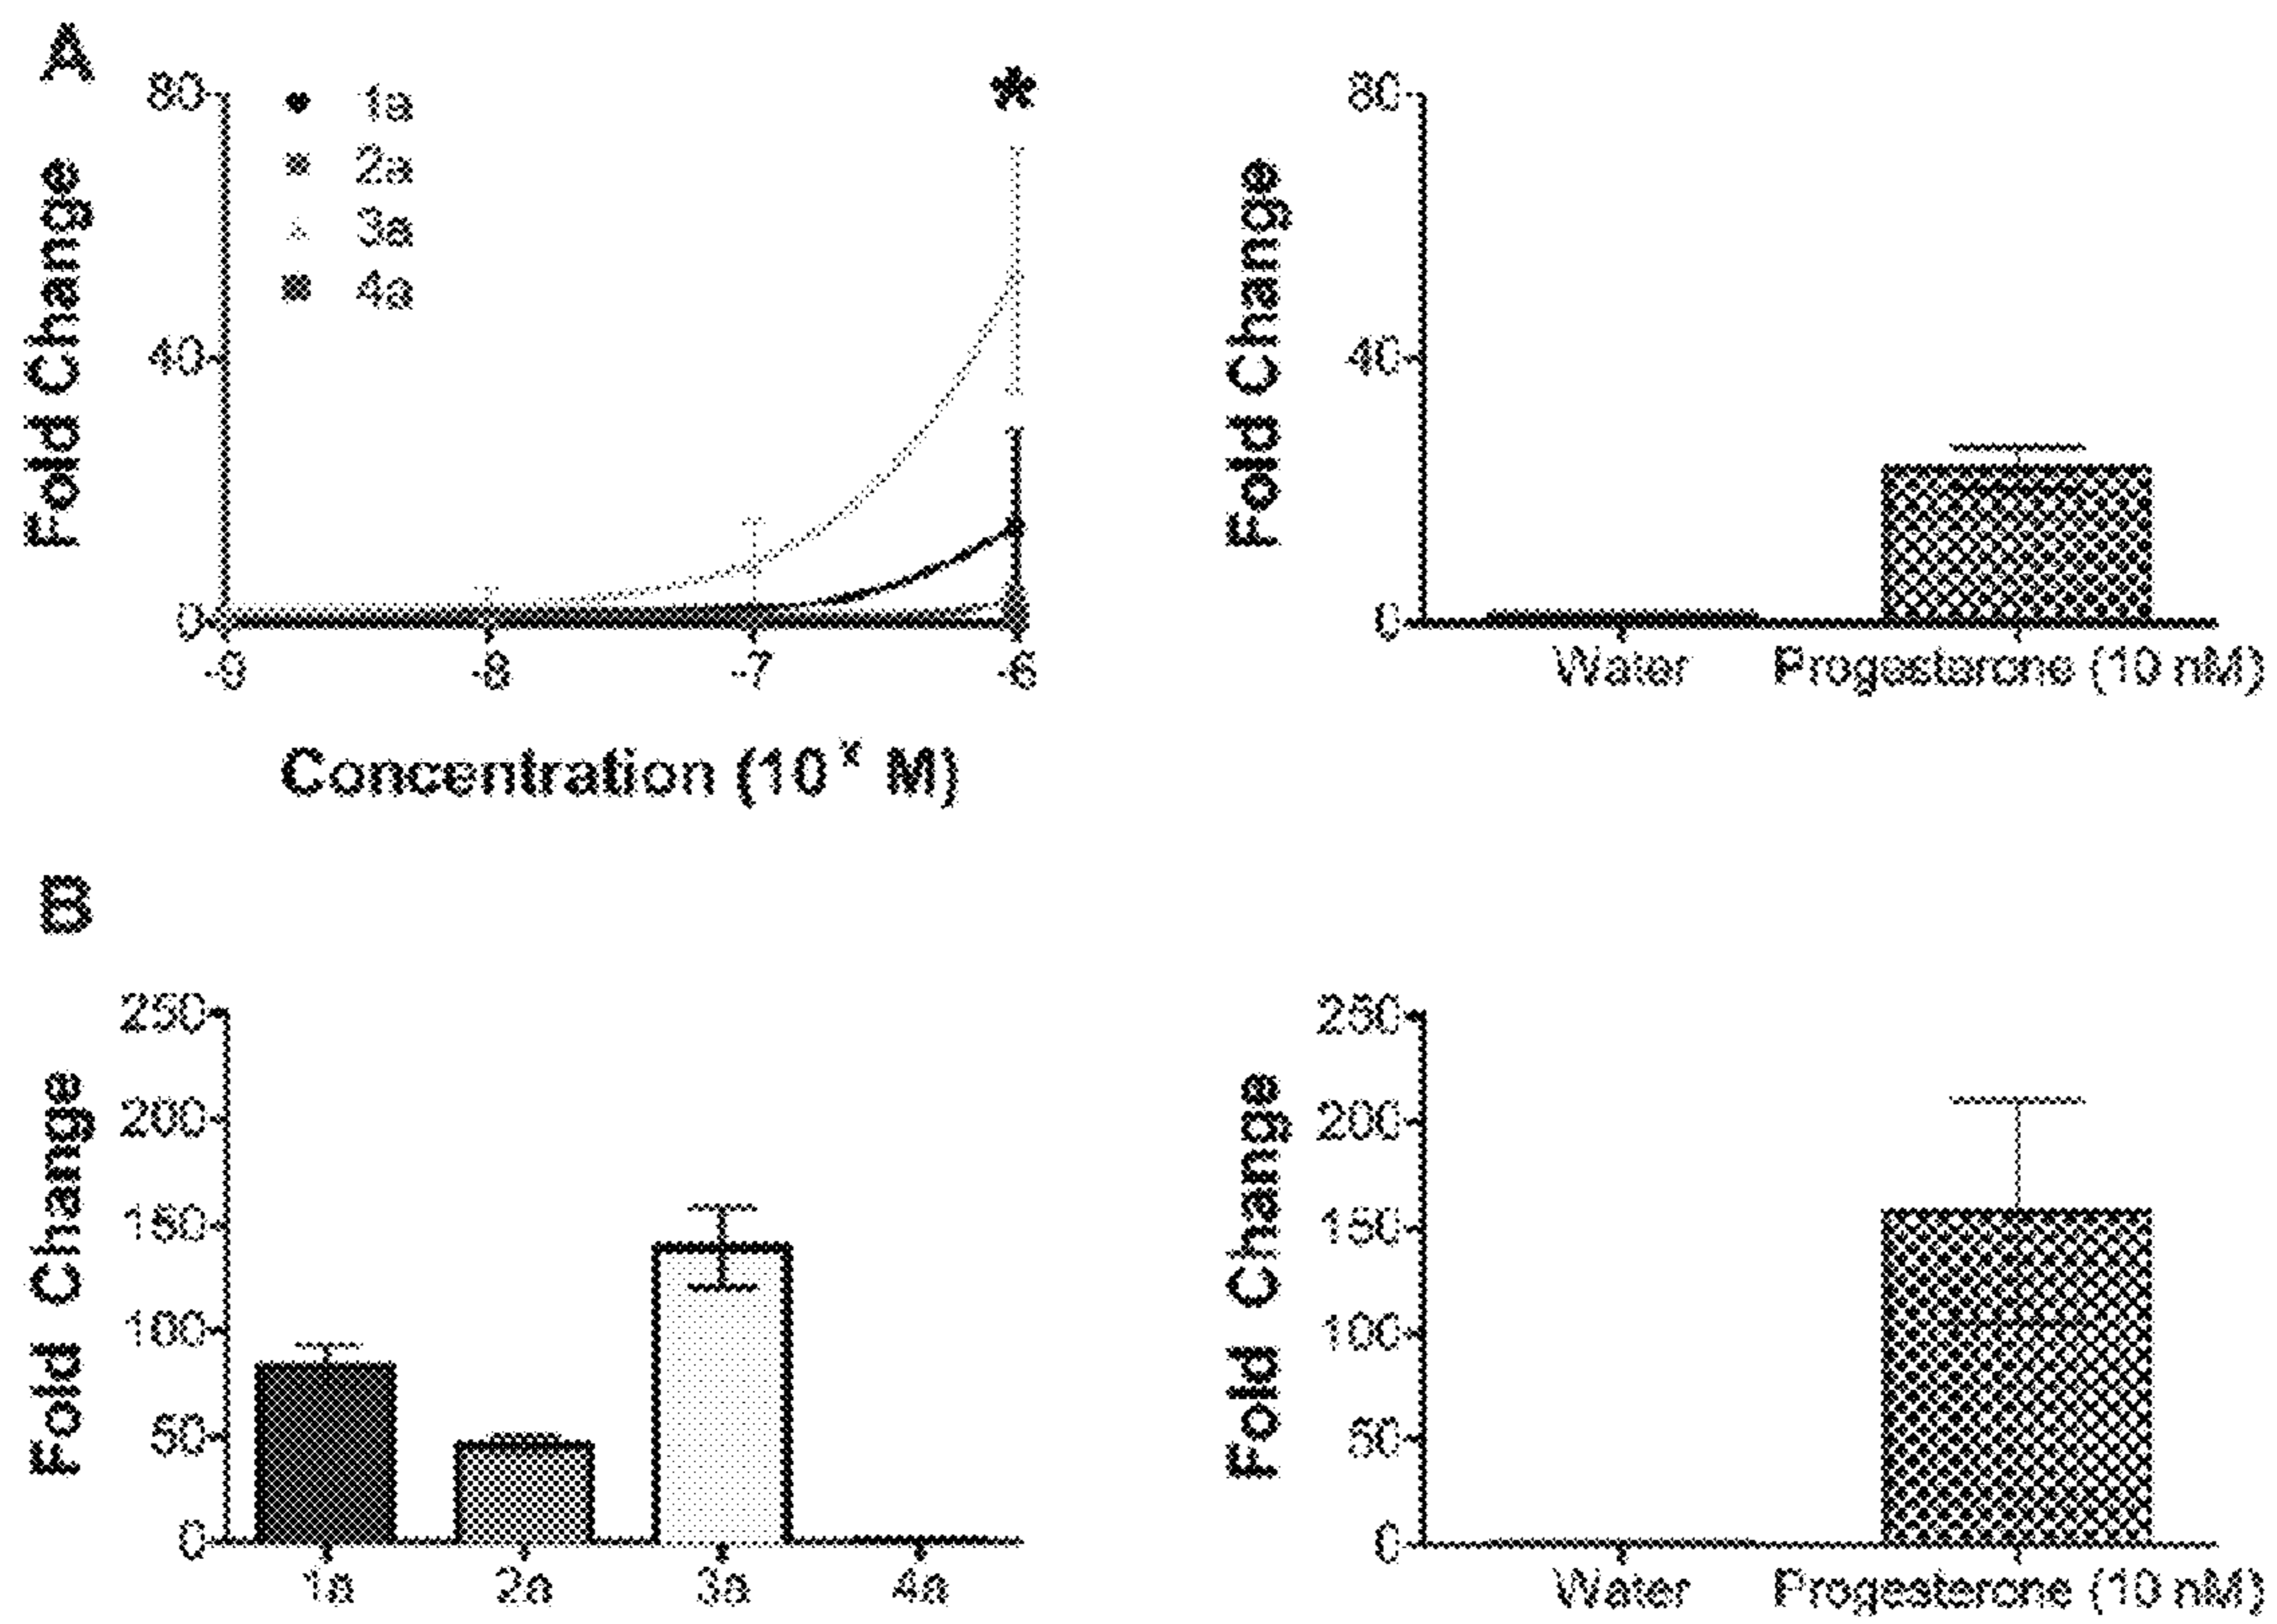 A
80
40
0
Fold Change
1a
2a
3a
4a
*
-9
-8
-7
-6
Concentration (10 x M)
80
40
0
Fold Change
Water
Progesterone (10 nM)
B
250
200
150
100
50
0
Fold Change
1a
2a
3a
4a
250
200
150
100
50
0
Fold Change
Water
Progesterone (10 nM)